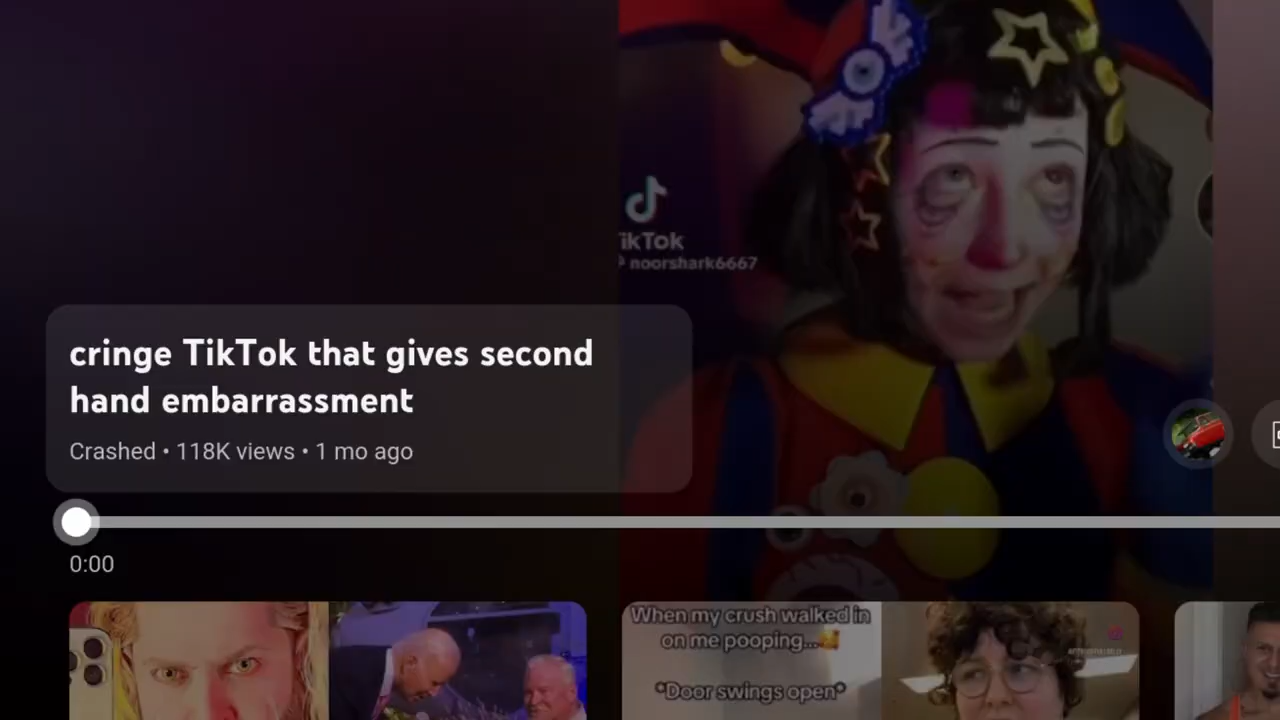 ikTok
noorshark6667
cringe TikTok that gives second
hand embarrassment
Crashed • 118K views • 1 mo ago
0:00
When my crush walked in
on me pooping...
*Door swings open*